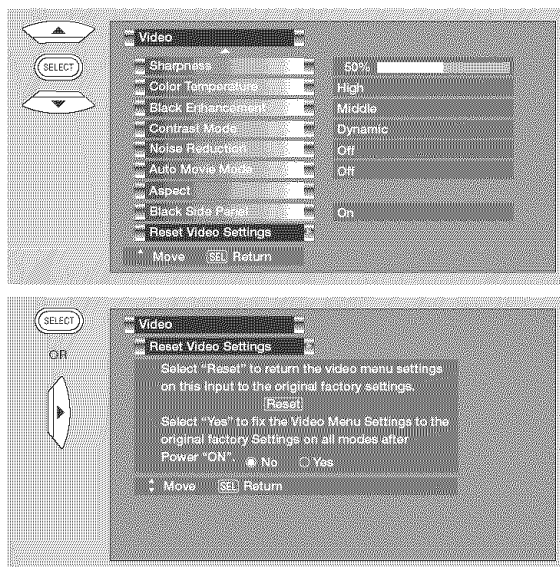 Video
SELECT
Sharpness 50%
Color Temperature High
Black Enhancement Middle
Contrast Mode Dynamic
Noise Reduction Off
Auto Movie Mode Off
Aspect
Black Side Panel On
Reset Video Settings
Move SEL Return
SELECT
OR
Video
Reset Video Settings
Select "Reset" to return the video menu settings
on this input to the original factory settings.
Reset
Select "Yes" to fix the Video Menu Settings to the
original factory Settings on all modes after
Power "ON". No Yes
Move SEL Return